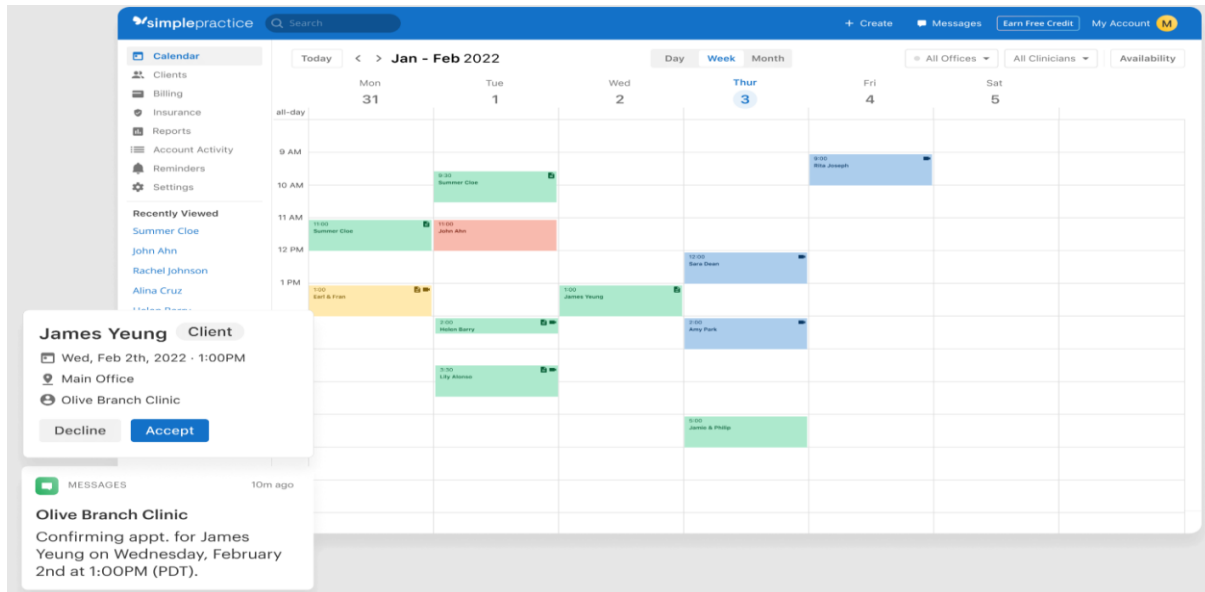 simplepractice
Search
+ Create
Messages
Earn Free Credit
My Account
M
Calendar
Clients
Billing
Insurance
Reports
Account Activity
Reminders
Settings
Recently Viewed
Summer Cloe
John Ahn
Rachel Johnson
Alina Cruz
Today
< >
Jan - Feb 2022
Day
Week
Month
All Offices
All Clinicians
Availability
Mon
Tue
Wed
Thur
Fri
Sat
31
1
2
3
4
5
all-day
9 AM
10 AM
11 AM
12 PM
1 PM
9:00
Rita Joseph
9:30
Summer Cloe
11:00
Summer Cloe
11:00
John Ahn
12:00
Sara Dean
1:00
Earl & Fran
1:00
James Yeung
Helen Barry
Amy Park
Lily Alonso
5:00
Jamie & Philip
James Yeung
Client
Wed, Feb 2th, 2022 · 1:00PM
Main Office
Olive Branch Clinic
Decline
Accept
MESSAGES
10m ago
Olive Branch Clinic
Confirming appt. for James
Yeung on Wednesday, February
2nd at 1:00PM (PDT).